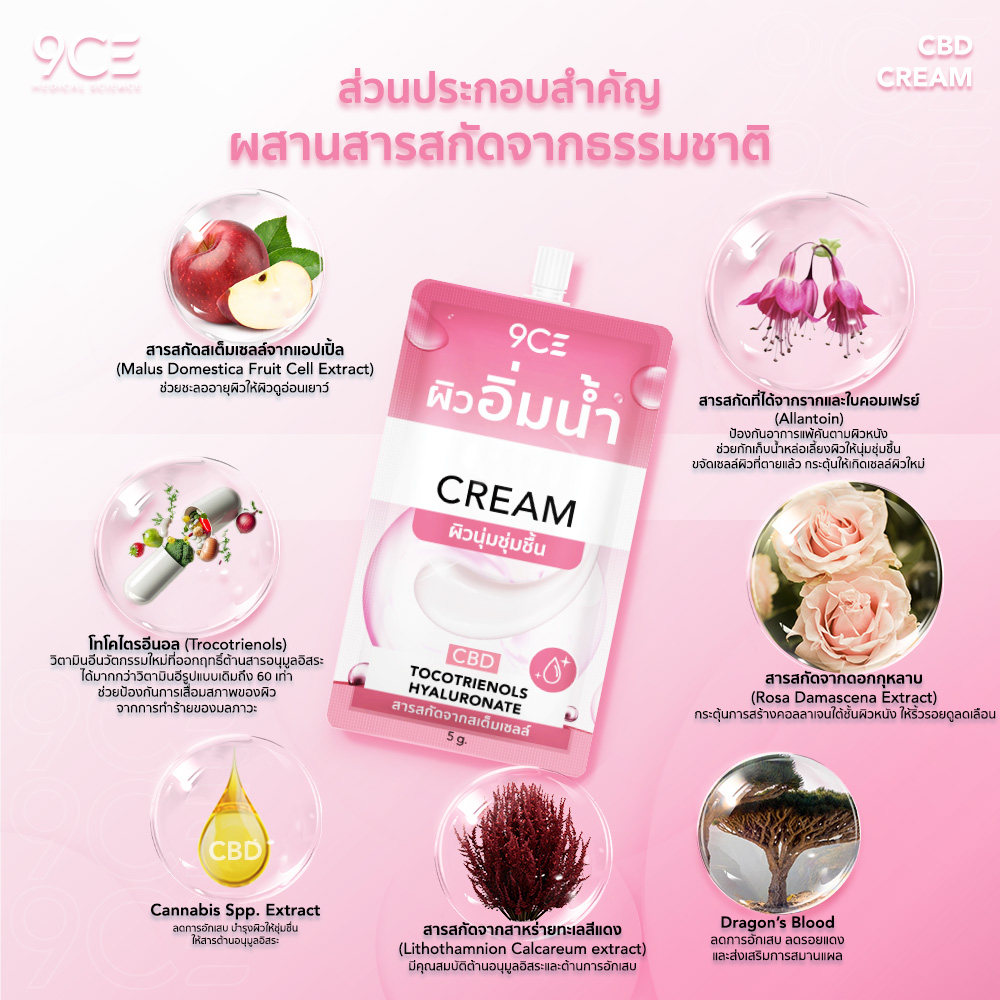 9CE
MEDICAL SCIENCE
CBD
CREAM
ส่วนประกอบสำคัญ
ผสานสารสกัดจากธรรมชาติ
สารสกัดสเต็มเซลล์จากแอปเปิ้ล
(Malus Domestica Fruit Cell Extract)
ช่วยชะลออายุผิวให้ผิวดูอ่อนเยาว์
สารสกัดที่ได้จากรากและใบคอมเฟรย์
(Allantoin)
ป้องกันอาการแพ้คันตามผิวหนัง
ช่วยกักเก็บน้ำหล่อเลี้ยงผิวให้นุ่มชุ่มชื้น
ขจัดเซลล์ผิวที่ตายแล้ว กระตุ้นให้เกิดเซลล์ผิวใหม่
9CE
ผิวอิ่มน้ำ
CREAM
ผิวนุ่มชุ่มชื้น
CBD
TOCOTRIENOLS
HYALURONATE
สารสกัดจากสเต็มเซลล์
5 g.
โทโคไตรอีนอล (Trocotrienols)
วิตามินอีนวัตกรรมใหม่ที่ออกฤทธิ์ต้านสารอนุมูลอิสระ
ได้มากกว่าวิตามินอีรูปแบบเดิมถึง 60 เท่า
ช่วยป้องกันการเสื่อมสภาพของผิว
จากการทำร้ายของมลภาวะ
สารสกัดจากดอกกุหลาบ
(Rosa Damascena Extract)
กระตุ้นการสร้างคอลลาเจนใต้ชั้นผิวหนัง ให้ริ้วรอยดูลดเลือน
CBD
Cannabis Spp. Extract
ลดการอักเสบ บำรุงผิวให้ชุ่มชื้น
ให้สารต้านอนุมูลอิสระ
สารสกัดจากสาหร่ายทะเลสีแดง
(Lithothamnion Calcareum extract)
มีคุณสมบัติต้านอนุมูลอิสระและต้านการอักเสบ
Dragon's Blood
ลดการอักเสบ ลดรอยแดง
และส่งเสริมการสมานแผล